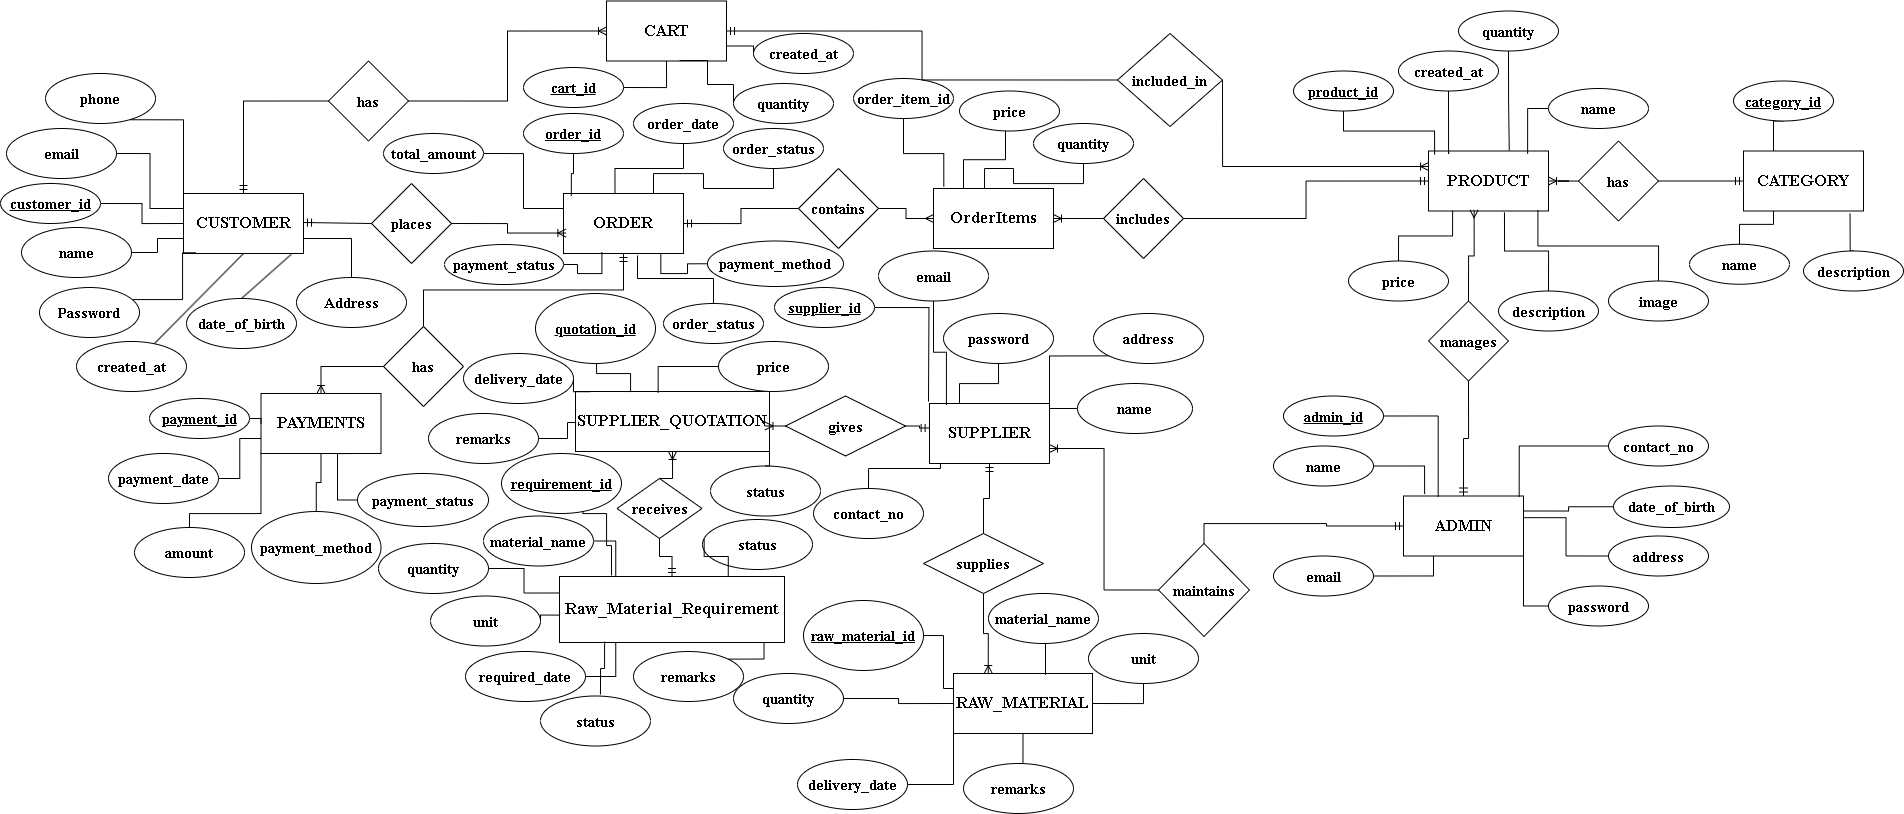 CART
created_at
cart_id
quantity
has
included_in
phone
email
customer_id
name
Password
created_at
date_of_birth
Address
CUSTOMER
places
total_amount
order_id
order_date
order_status
ORDER
payment_status
payment_method
order_status
contains
order_item_id
price
quantity
OrderItems
includes
product_id
created_at
quantity
name
PRODUCT
price
description
image
has
category_id
CATEGORY
name
description
manages
has
payment_id
PAYMENTS
payment_date
amount
payment_method
payment_status
quotation_id
delivery_date
price
SUPPLIER_QUOTATION
remarks
status
gives
supplier_id
email
password
address
name
SUPPLIER
contact_no
receives
requirement_id
material_name
status
quantity
unit
Raw_Material_Requirement
required_date
status
remarks
supplies
maintains
admin_id
name
contact_no
date_of_birth
ADMIN
address
email
password
raw_material_id
material_name
unit
quantity
RAW_MATERIAL
delivery_date
remarks